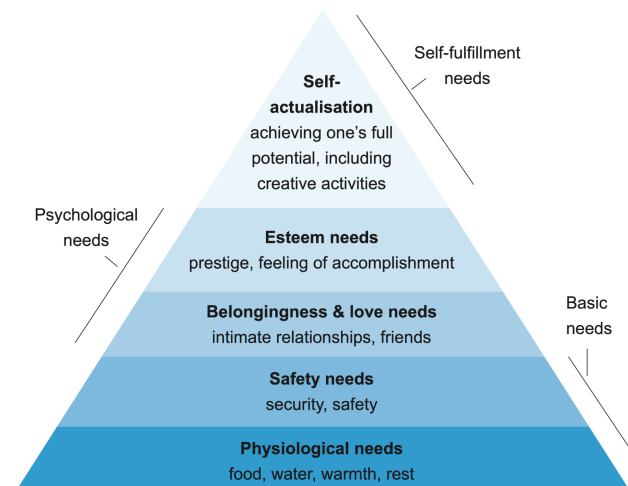 Self-fulfillment
needs
Self-
actualisation
achieving one's full
potential, including
creative activities
Psychological
needs
Esteem needs
prestige, feeling of accomplishment
Belongingness & love needs
intimate relationships, friends
Basic
needs
Safety needs
security, safety
Physiological needs
food, water, warmth, rest